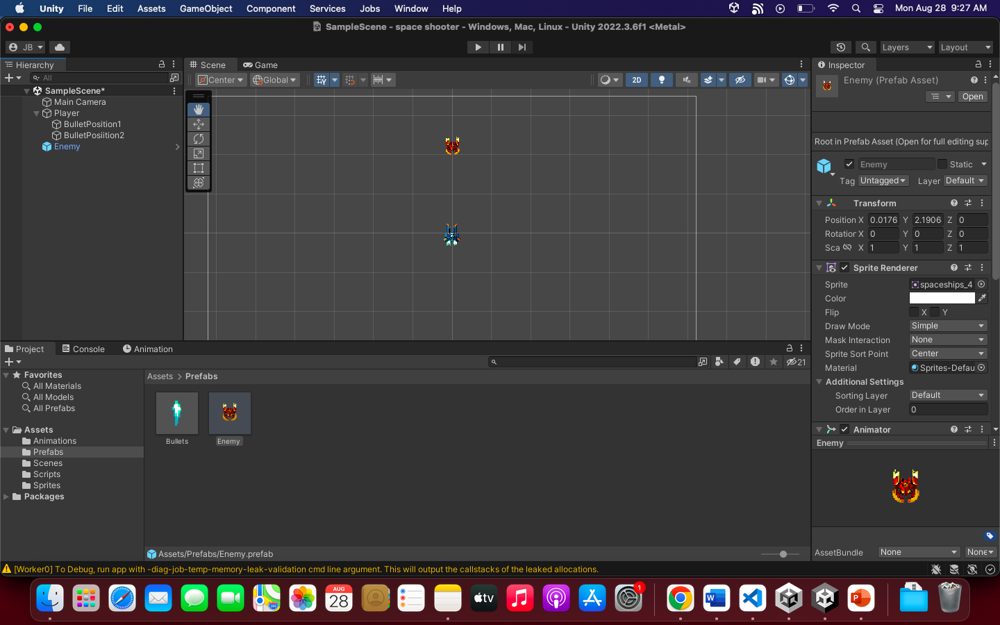 Unity File Edit Assets GameObject Component Services Jobs Window Help Mon Aug 28 9:27 AM
SampleScene - space shooter - Windows, Mac, Linux - Unity 2022.3.6f1 <Metal>
JB Layers Layout
Hierarchy
All
SampleScene*
Main Camera
Player
BulletPosition1
BulletPosiition2
Enemy
Scene Game
Center Global 2D
Inspector
Enemy (Prefab Asset)
Open
Root in Prefab Asset (Open for full editing sup
Enemy Static
Tag Untagged Layer Default
Transform
Position X 0.0176 Y 2.1906 Z 0
Rotation X 0 Y 0 Z 0
Sca X 1 Y 1 Z 1
Sprite Renderer
Sprite spaceships_4
Color
Flip X Y
Draw Mode Simple
Mask Interaction None
Sprite Sort Point Center
Material Sprites-Defau
Additional Settings
Sorting Layer Default
Order in Layer 0
Animator
Enemy
AssetBundle None None
Project Console Animation
21
Favorites
All Materials
All Models
All Prefabs
Assets
Animations
Prefabs
Scenes
Scripts
Sprites
Packages
Assets > Prefabs
Bullets Enemy
Assets/Prefabs/Enemy.prefab
[Worker0] To Debug, run app with -diag-job-temp-memory-leak-validation cmd line argument. This will output the callstacks of the leaked allocations.
AUG
28
tv
1
W
P